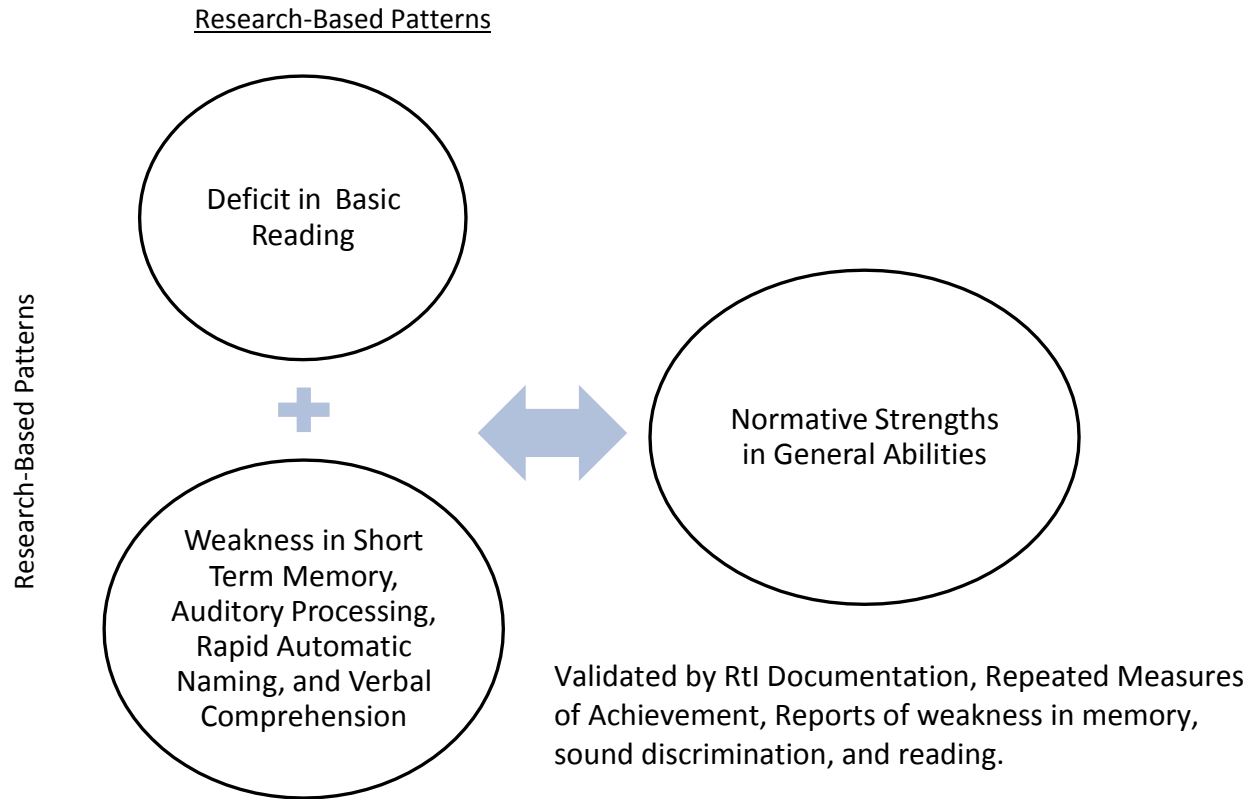 Research-Based Patterns
Deficit in Basic
Reading
Research-Based Patterns
Normative Strengths
in General Abilities
Weakness in Short
Term Memory,
Auditory Processing,
Rapid Automatic
Naming, and Verbal
Comprehension
Validated by RtI Documentation, Repeated Measures
of Achievement, Reports of weakness in memory,
sound discrimination, and reading.